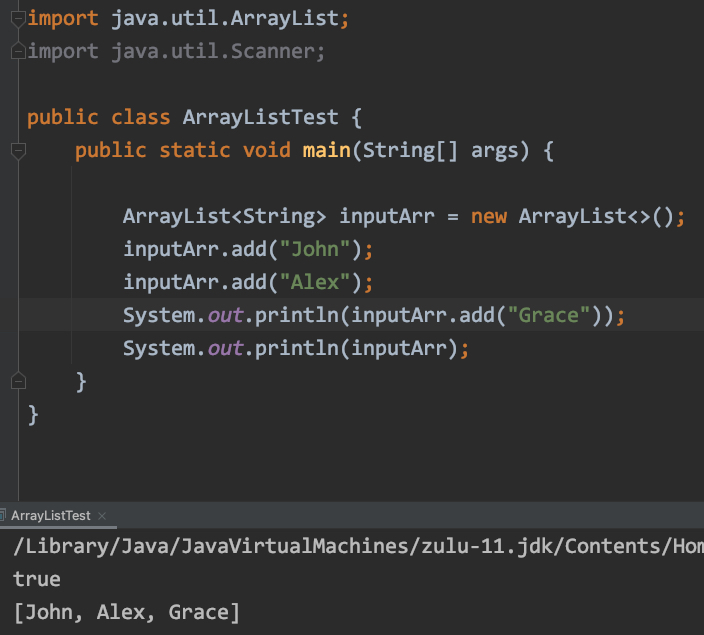 import java.util.ArrayList;
import java.util.Scanner;
public class ArrayListTest {
public static void main(String[] args) {
ArrayList<String> inputArr = new ArrayList<>();
inputArr.add("John");
inputArr.add("Alex");
System.out.println(inputArr.add("Grace"));
System.out.println(inputArr);
}
}
ArrayListTest ×
/Library/Java/JavaVirtualMachines/zulu-11.jdk/Contents/Hom
true
[John, Alex, Grace]